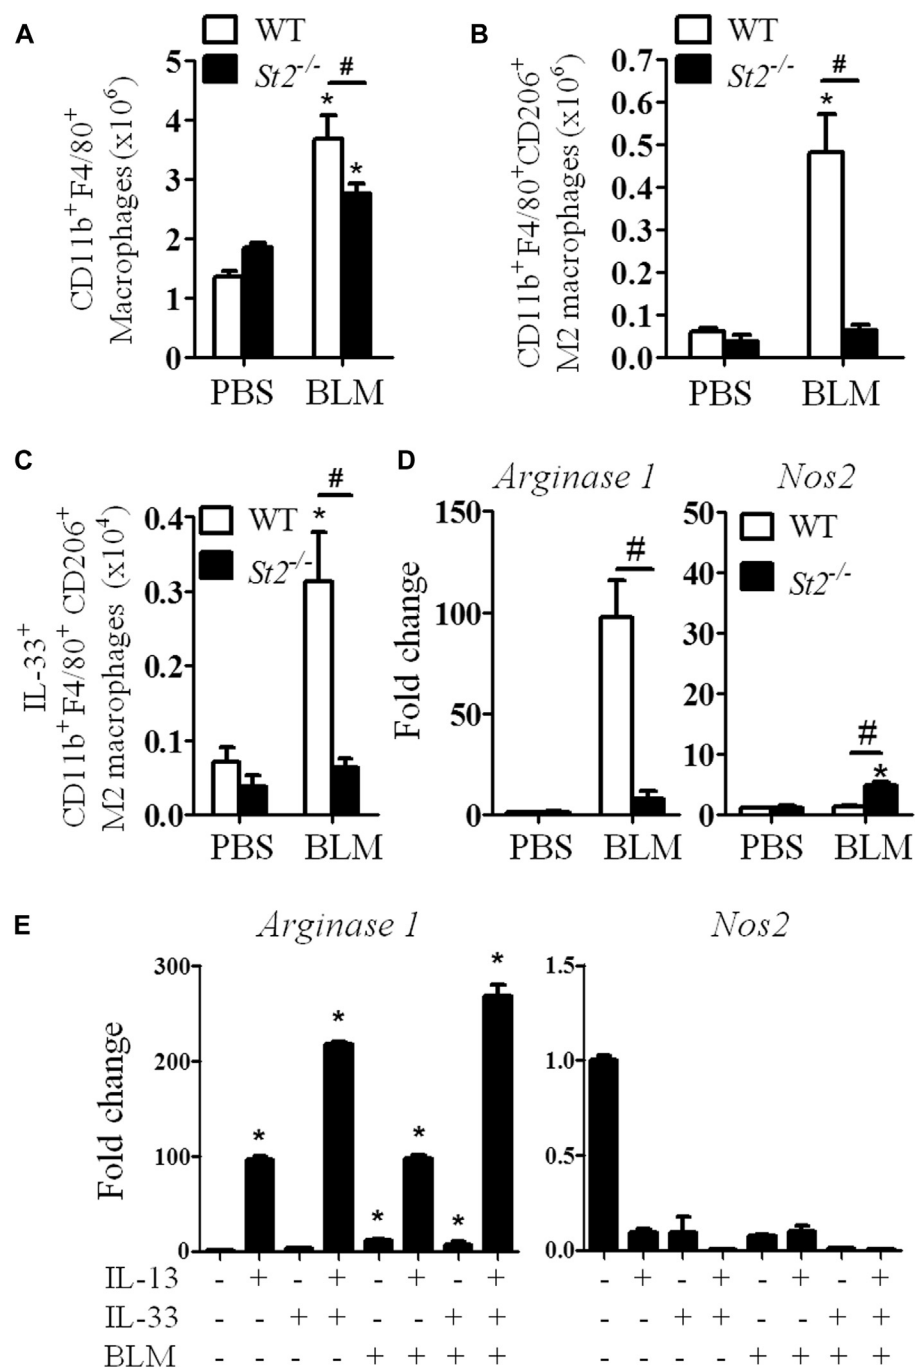 A
WT
St2-/-
#
*
*
5
4
3
2
1
0
CD11b+F4/80+
Macrophages (x10^6)
PBS BLM
B
WT
St2-/-
#
*
0.7
0.6
0.5
0.4
0.3
0.2
0.1
0.0
CD11b+F4/80+CD206+
M2 macrophages (x10^6)
PBS BLM
C
WT
St2-/-
#
*
0.4
0.3
0.2
0.1
0.0
IL-33+
CD11b+F4/80+ CD206+
M2 macrophages (x10^4)
PBS BLM
D
Arginase 1
150
100
50
0
Fold change
#
PBS BLM
Nos2
50
40
30
20
10
0
WT
St2-/-
#
*
PBS BLM
E
Arginase 1
300
200
100
0
Fold change
* * * * * *
Nos2
1.5
1.0
0.5
0.0
IL-13 - + - + - + - + - + - + - + - +
IL-33 - - + + - - + + - - + + - - + +
BLM - - - - + + + + - - - - + + + +